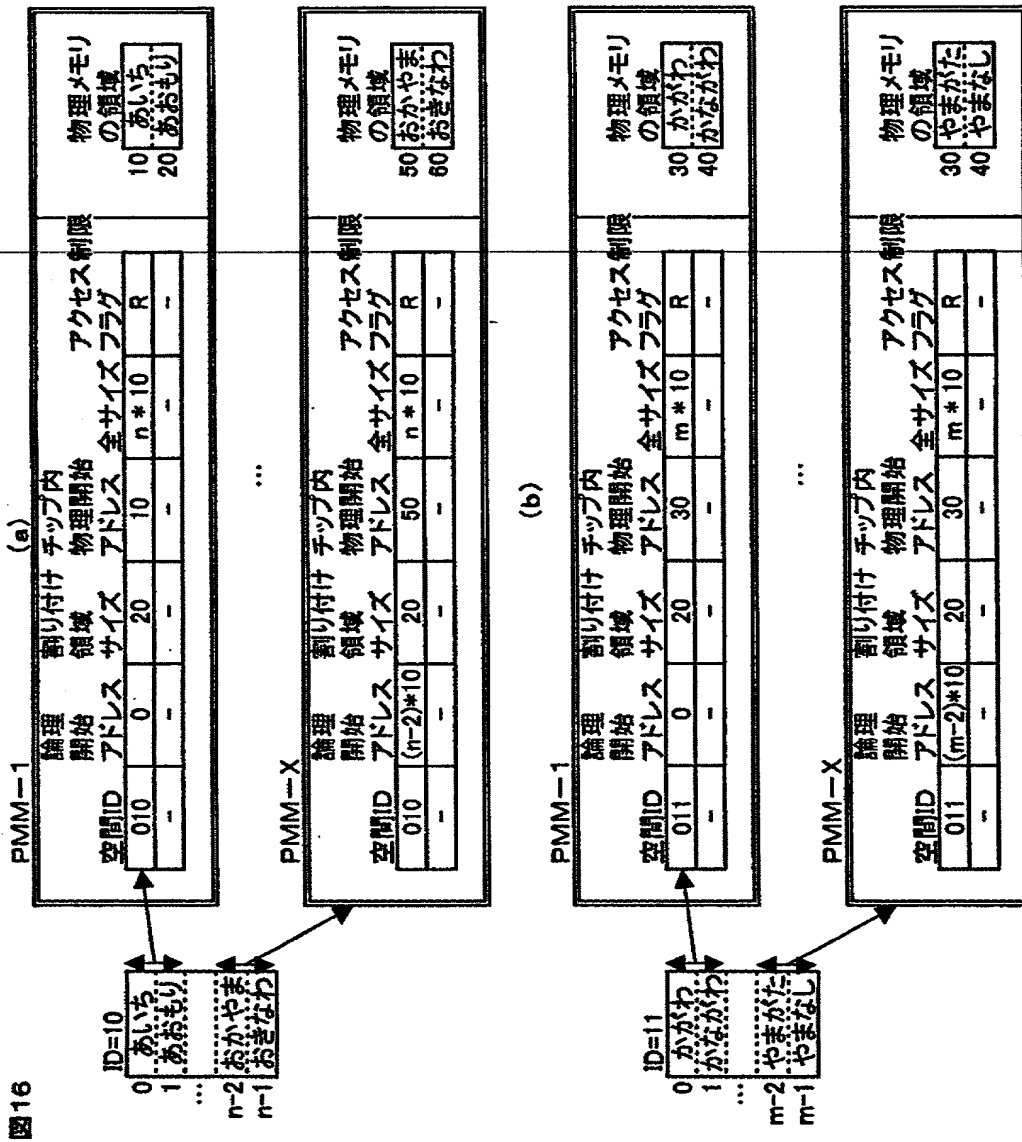 図16
(a)
ID=10
0 あいち
1 あおもり
...
n-2 おかやま
n-1 おきなわ
PMM-1
空間ID 論理開始アドレス 割り付け領域サイズ チップ内物理開始アドレス 全サイズ アクセス制限フラグ
010 0 20 10 n*10 R
- - - - - -
物理メモリの領域
10 あいち
20 あおもり
...
PMM-X
空間ID 論理開始アドレス 割り付け領域サイズ チップ内物理開始アドレス 全サイズ アクセス制限フラグ
010 (n-2)*10 20 50 n*10 R
- - - - - -
物理メモリの領域
50 おかやま
60 おきなわ
(b)
ID=11
0 かがわ
1 かながわ
...
m-2 やまがた
m-1 やまなし
PMM-1
空間ID 論理開始アドレス 割り付け領域サイズ チップ内物理開始アドレス 全サイズ アクセス制限フラグ
011 0 20 30 m*10 R
- - - - - -
物理メモリの領域
30 かがわ
40 かながわ
...
PMM-X
空間ID 論理開始アドレス 割り付け領域サイズ チップ内物理開始アドレス 全サイズ アクセス制限フラグ
011 (m-2)*10 20 30 m*10 R
- - - - - -
物理メモリの領域
30 やまがた
40 やまなし